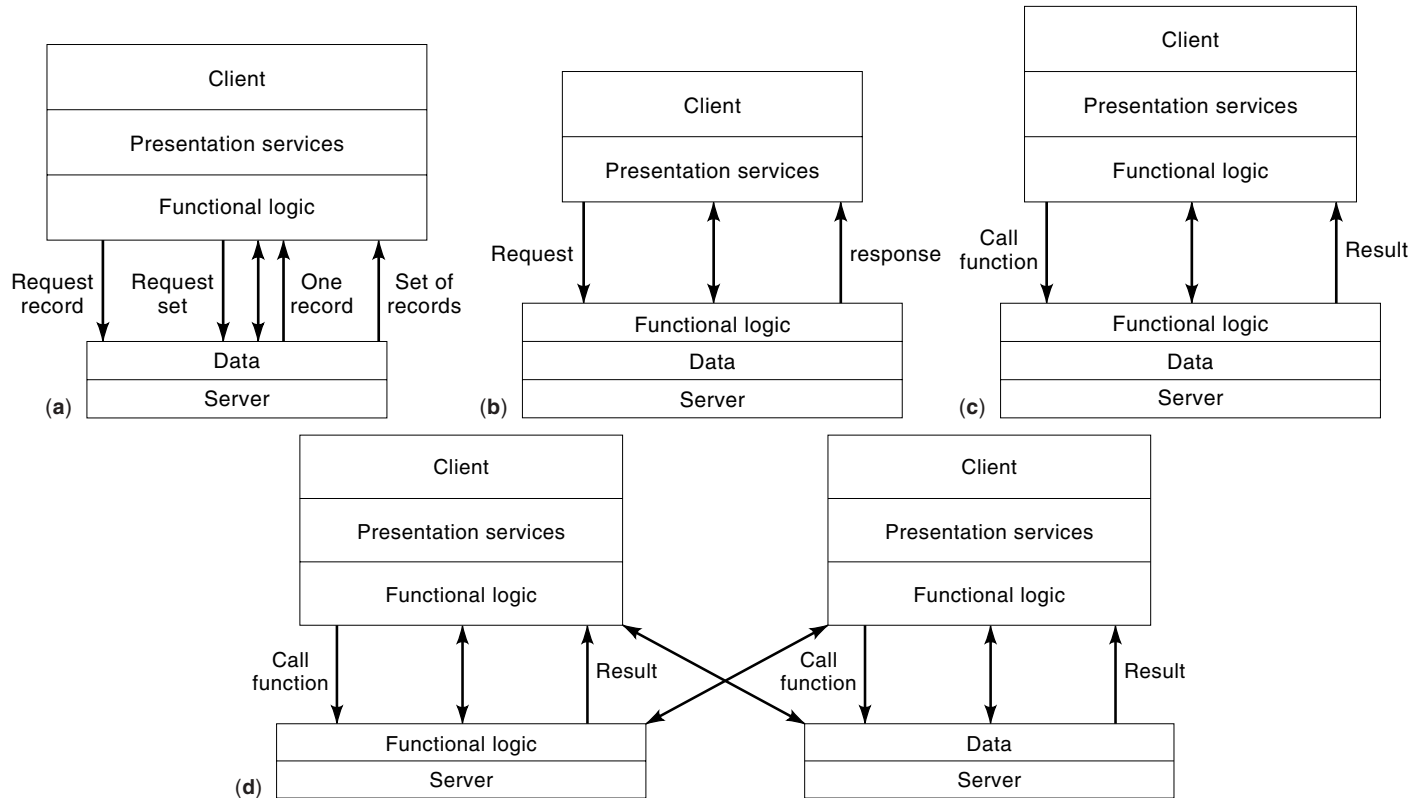 Client
Presentation services
Functional logic
Request
record
Request
set
One
record
Set of
records
Data
Server
(a)
Client
Presentation services
Request
response
Functional logic
Data
Server
(b)
Client
Presentation services
Functional logic
Call
function
Result
Functional logic
Data
Server
(c)
Client
Presentation services
Functional logic
Call
function
Result
Functional logic
Server
Client
Presentation services
Functional logic
Call
function
Result
Data
Server
(d)